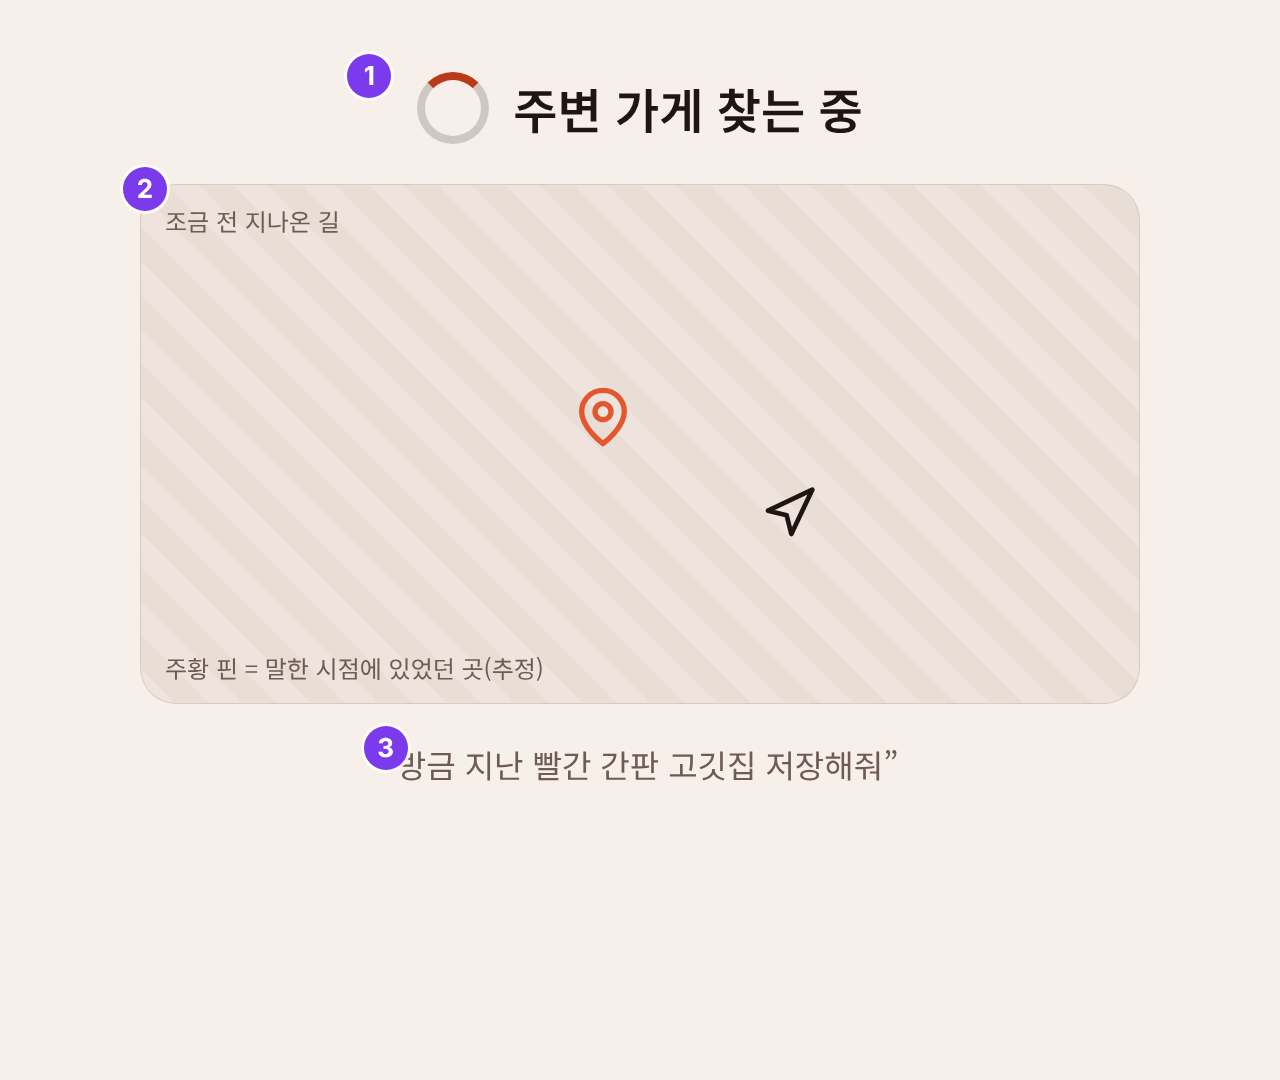 1
주변 가게 찾는 중
2
조금 전 지나온 길
주황 핀 = 말한 시점에 있었던 곳(추정)
3
방금 지난 빨간 간판 고깃집 저장해줘”